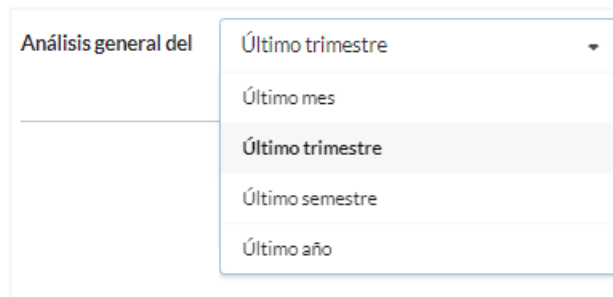 Análisis general del
Último trimestre
Último mes
Último trimestre
Último semestre
Último año